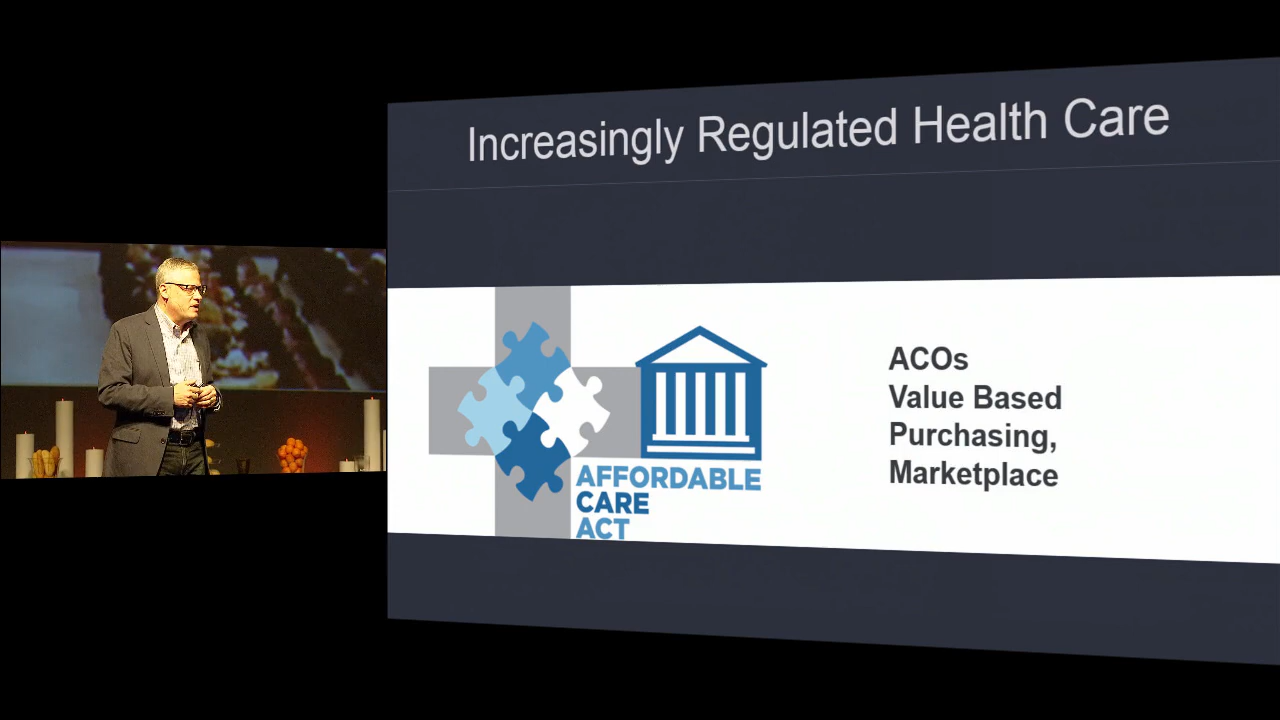 Increasingly Regulated Health Care
AFFORDABLE
CARE
ACT
ACOs
Value Based
Purchasing,
Marketplace